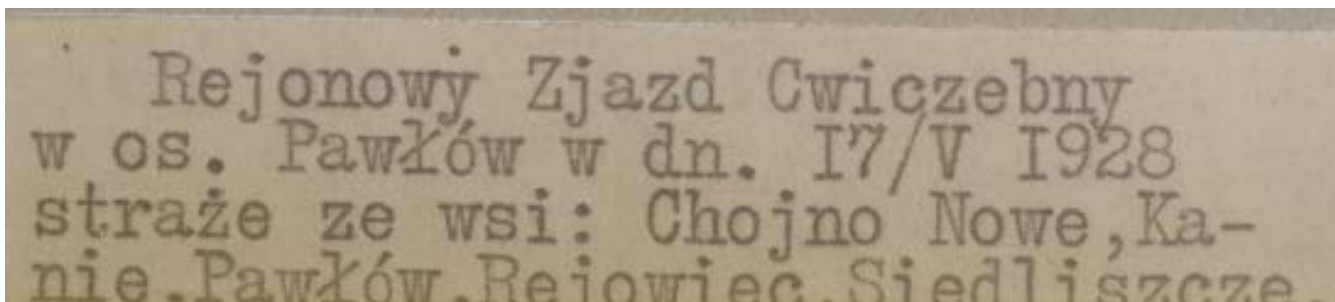 Rejonowy Zjazd Cwiczebny
w os. Pawłów w dn. I7/V I928
straże ze wsi: Chojno Nowe,Ka-
nie,Pawłów,Rejowiec,Siedliszcze,